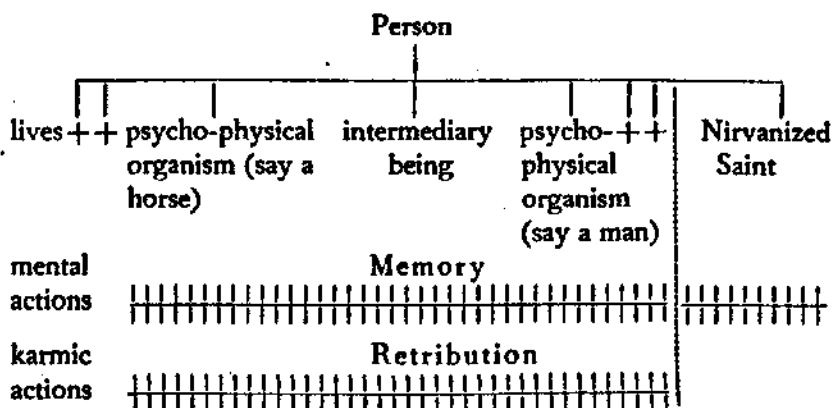 Person
lives + + psycho-physical intermediary psycho- + + Nirvanized
organism (say a being physical Saint
horse) organism
(say a man)
mental Memory
actions
karmic Retribution
actions